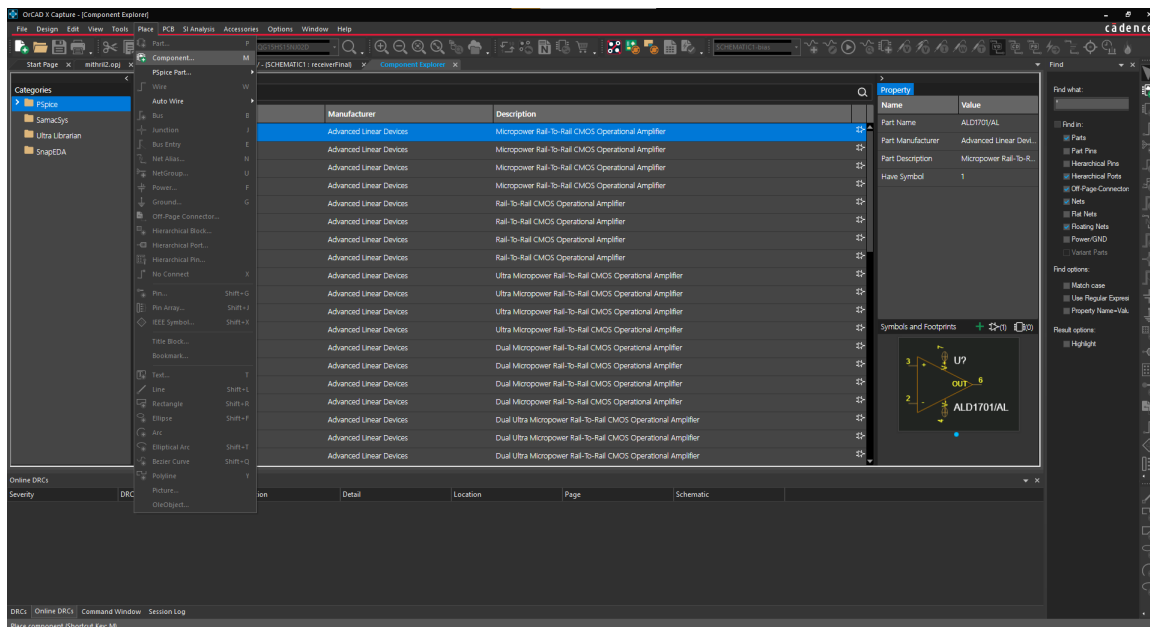 OrCAD X Capture - [Component Explorer]
File Design Edit View Tools Place PCB SI Analysis Accessories Options Window Help
cādence
SCHEMATIC1-bias
Start Page mithril2.opj / - (SCHEMATIC1 : receiverFinal) Component Explorer
Part... P
Component... M
PSpice Part...
Wire W
Auto Wire
Bus B
Junction J
Bus Entry E
Net Alias... N
NetGroup... U
Power... F
Ground... G
Off-Page Connector...
Hierarchical Block...
Hierarchical Port...
Hierarchical Pin...
No Connect X
Pin... Shift+G
Pin Array... Shift+J
IEEE Symbol... Shift+X
Title Block...
Bookmark...
Text... T
Line Shift+L
Rectangle Shift+R
Ellipse Shift+F
Arc
Elliptical Arc Shift+T
Bezier Curve Shift+Q
Polyline Y
Picture...
OleObject...
Categories
PSpice
SamacSys
Ultra Librarian
SnapEDA
Manufacturer Description
Advanced Linear Devices Micropower Rail-To-Rail CMOS Operational Amplifier
Advanced Linear Devices Micropower Rail-To-Rail CMOS Operational Amplifier
Advanced Linear Devices Micropower Rail-To-Rail CMOS Operational Amplifier
Advanced Linear Devices Micropower Rail-To-Rail CMOS Operational Amplifier
Advanced Linear Devices Rail-To-Rail CMOS Operational Amplifier
Advanced Linear Devices Rail-To-Rail CMOS Operational Amplifier
Advanced Linear Devices Rail-To-Rail CMOS Operational Amplifier
Advanced Linear Devices Rail-To-Rail CMOS Operational Amplifier
Advanced Linear Devices Ultra Micropower Rail-To-Rail CMOS Operational Amplifier
Advanced Linear Devices Ultra Micropower Rail-To-Rail CMOS Operational Amplifier
Advanced Linear Devices Ultra Micropower Rail-To-Rail CMOS Operational Amplifier
Advanced Linear Devices Ultra Micropower Rail-To-Rail CMOS Operational Amplifier
Advanced Linear Devices Dual Micropower Rail-To-Rail CMOS Operational Amplifier
Advanced Linear Devices Dual Micropower Rail-To-Rail CMOS Operational Amplifier
Advanced Linear Devices Dual Micropower Rail-To-Rail CMOS Operational Amplifier
Advanced Linear Devices Dual Micropower Rail-To-Rail CMOS Operational Amplifier
Advanced Linear Devices Dual Ultra Micropower Rail-To-Rail CMOS Operational Amplifier
Advanced Linear Devices Dual Ultra Micropower Rail-To-Rail CMOS Operational Amplifier
Advanced Linear Devices Dual Ultra Micropower Rail-To-Rail CMOS Operational Amplifier
Property
Name Value
Part Name ALD1701/AL
Part Manufacturer Advanced Linear Devi...
Part Description Micropower Rail-To-R...
Have Symbol 1
Symbols and Footprints (1) (0)
3 + V+ 7 U?
OUT 6
2 - V- 4 ALD1701/AL
Find
Find what:
*
Find in:
Parts
Part Pins
Hierarchical Pins
Hierarchical Ports
Off-Page-Connectors
Nets
Flat Nets
Floating Nets
Power/GND
Variant Parts
Find options:
Match case
Use Regular Expressi
Property Name=Valu
Result options:
Highlight
Online DRCs
Severity DRC ion Detail Location Page Schematic
DRCs Online DRCs Command Window Session Log
Place component (Shortcut Key: M)